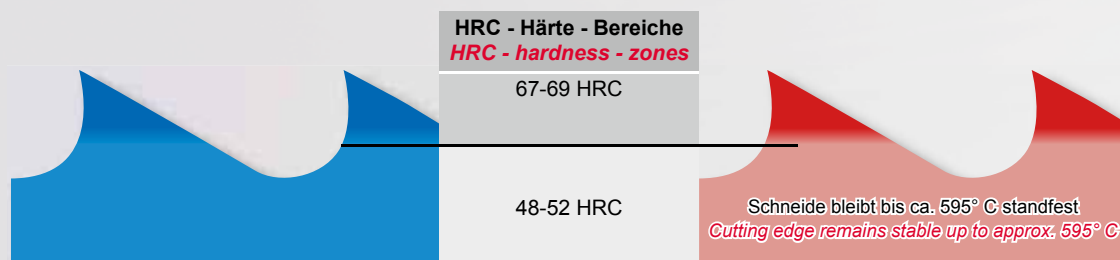 HRC - Härte - Bereiche
HRC - hardness - zones
67-69 HRC
48-52 HRC
Schneide bleibt bis ca. 595° C standfest
Cutting edge remains stable up to approx. 595° C